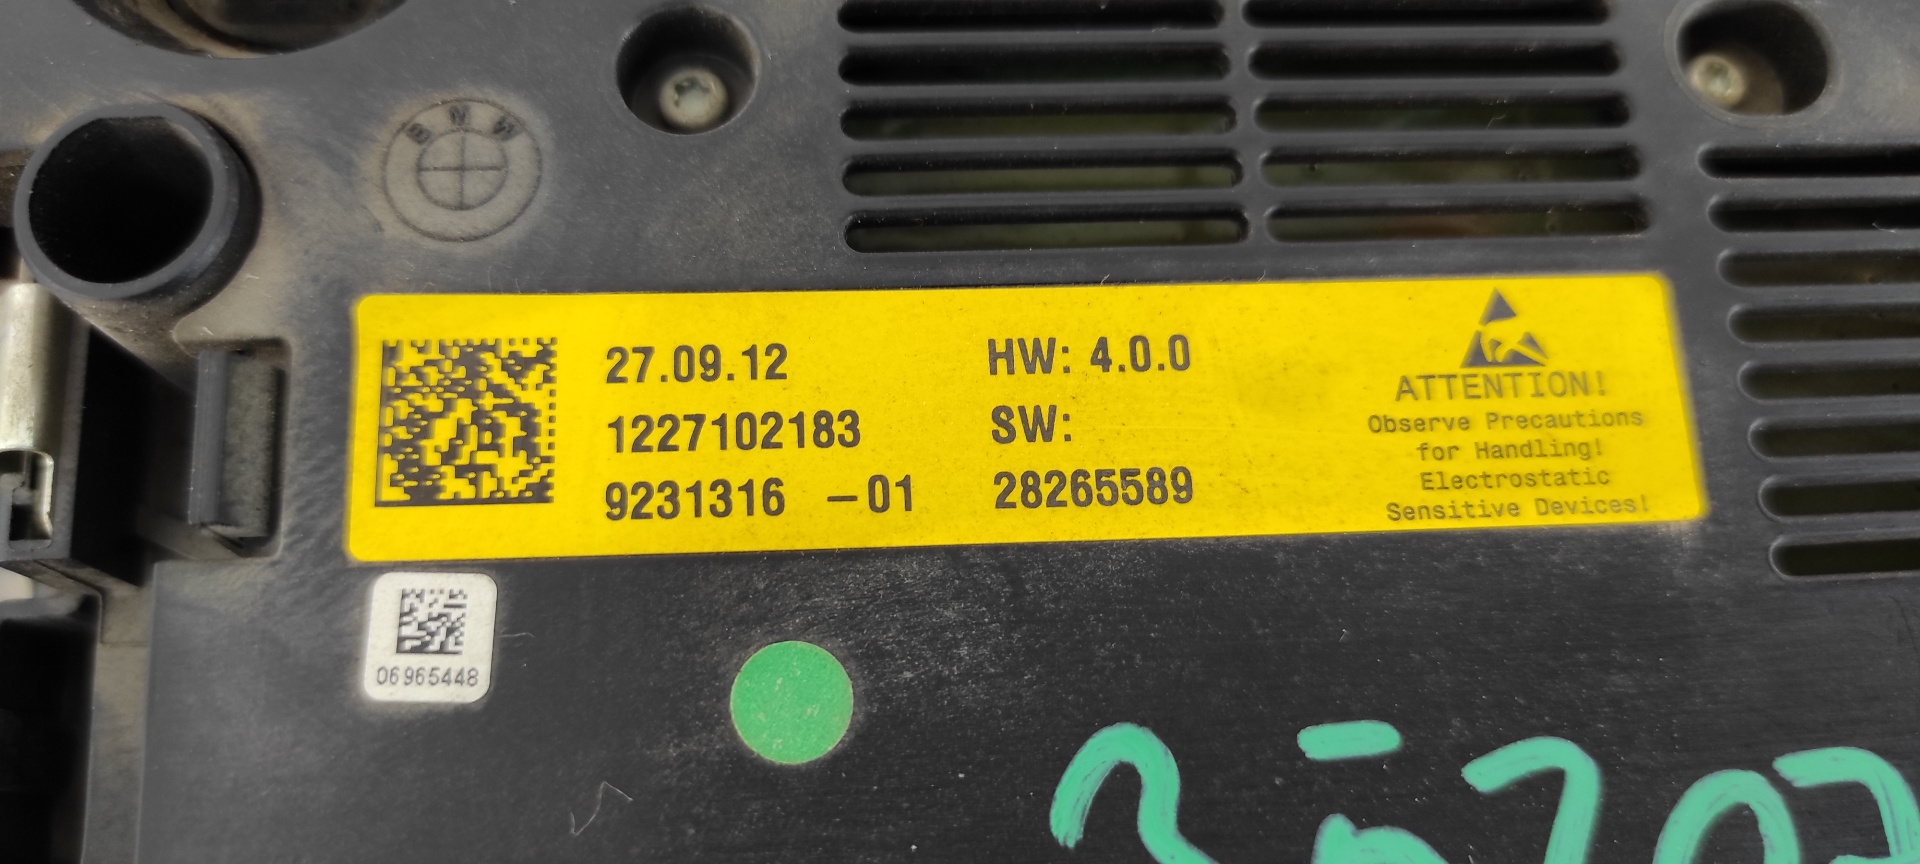 BMW
27.09.12
1227102183
9231316 -01
HW: 4.0.0
SW:
28265589
ATTENTION!
Observe Precautions
for Handling!
Electrostatic
Sensitive Devices!
06965448